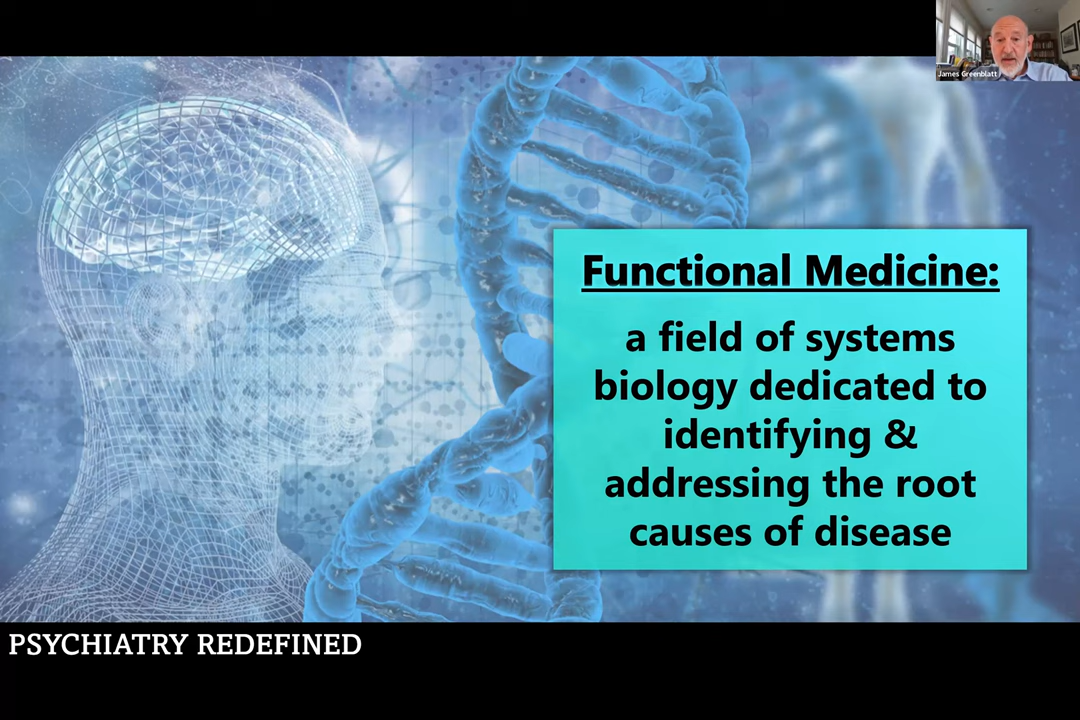 James Greenblatt
Functional Medicine:
a field of systems
biology dedicated to
identifying &
addressing the root
causes of disease
PSYCHIATRY REDEFINED